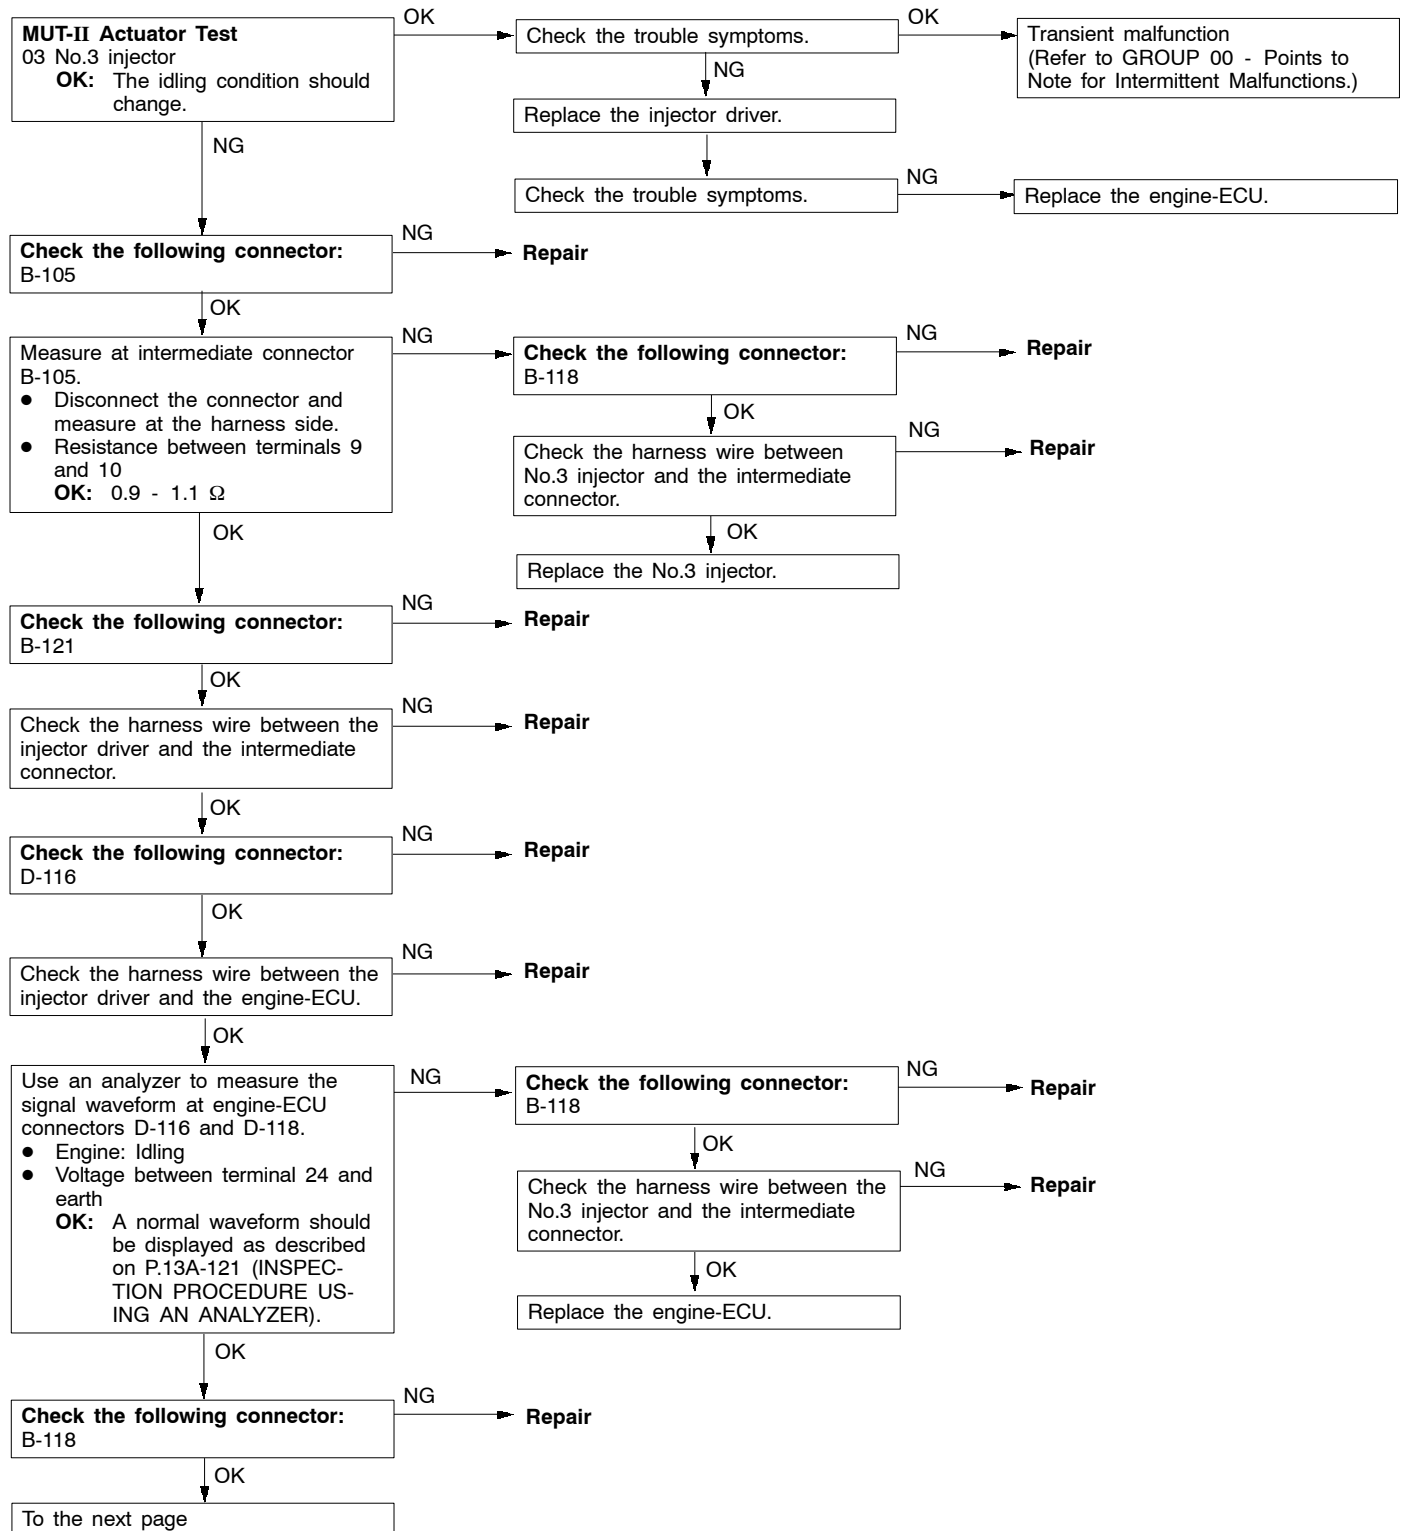 MUT-II Actuator Test
03 No.3 injector
OK: The idling condition should
change.
OK
Check the trouble symptoms.
OK
Transient malfunction
(Refer to GROUP 00 - Points to
Note for Intermittent Malfunctions.)
NG
Replace the injector driver.
Check the trouble symptoms.
NG
Replace the engine-ECU.
NG
Check the following connector:
B-105
NG
Repair
OK
Measure at intermediate connector
B-105.
● Disconnect the connector and
measure at the harness side.
● Resistance between terminals 9
and 10
OK: 0.9 - 1.1 Ω
NG
Check the following connector:
B-118
NG
Repair
OK
Check the harness wire between
No.3 injector and the intermediate
connector.
NG
Repair
OK
Replace the No.3 injector.
OK
Check the following connector:
B-121
NG
Repair
OK
Check the harness wire between the
injector driver and the intermediate
connector.
NG
Repair
OK
Check the following connector:
D-116
NG
Repair
OK
Check the harness wire between the
injector driver and the engine-ECU.
NG
Repair
OK
Use an analyzer to measure the
signal waveform at engine-ECU
connectors D-116 and D-118.
● Engine: Idling
● Voltage between terminal 24 and
earth
OK: A normal waveform should
be displayed as described
on P.13A-121 (INSPEC-
TION PROCEDURE US-
ING AN ANALYZER).
NG
Check the following connector:
B-118
NG
Repair
OK
Check the harness wire between the
No.3 injector and the intermediate
connector.
NG
Repair
OK
Replace the engine-ECU.
OK
Check the following connector:
B-118
NG
Repair
OK
To the next page